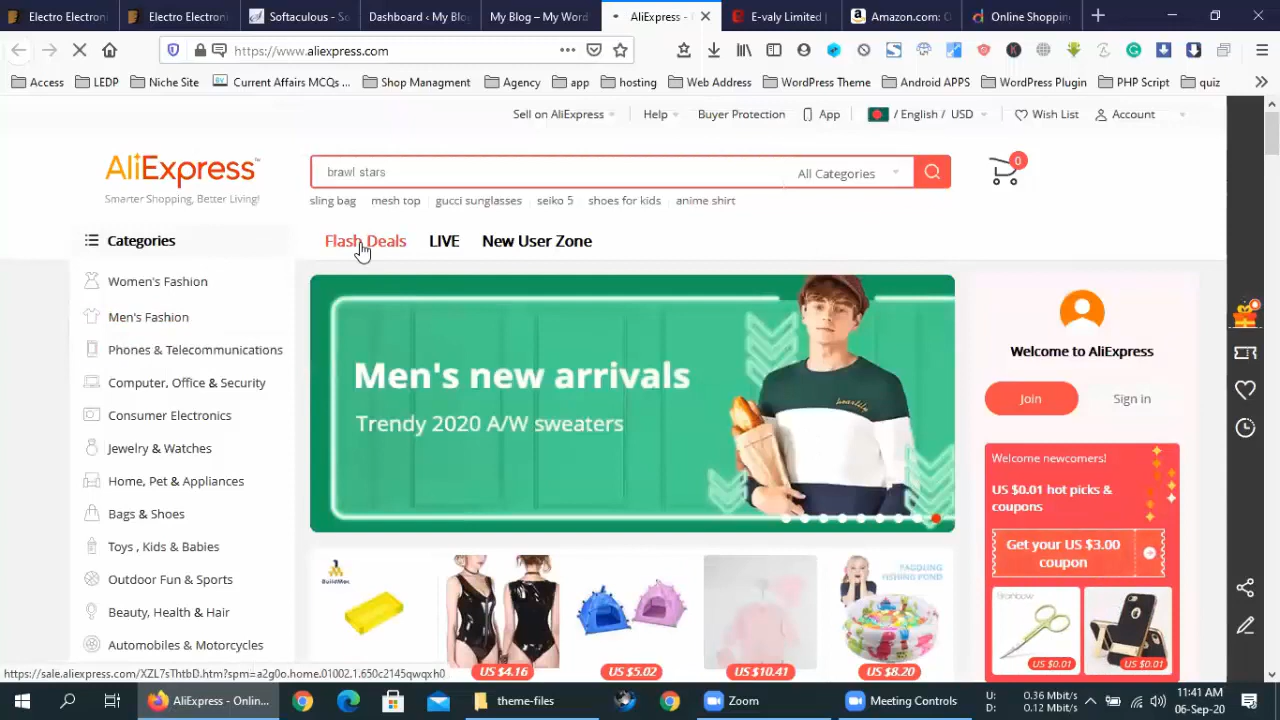 Electro Electroni
Electro Electroni
Softaculous - So
Dashboard ‹ My Blo
My Blog – My Word
AliExpress -
E-valy Limited |
Amazon.com: O
Online Shoppin
https://www.aliexpress.com
Access
LEDP
Niche Site
Current Affairs MCQs ...
Shop Managment
Agency
app
hosting
Web Address
WordPress Theme
Android APPS
WordPress Plugin
PHP Script
quiz
Sell on AliExpress
Help
Buyer Protection
App
/ English / USD
Wish List
Account
AliExpress
Smarter Shopping, Better Living!
brawl stars
All Categories
0
sling bag
mesh top
gucci sunglasses
seiko 5
shoes for kids
anime shirt
Categories
Flash Deals
LIVE
New User Zone
Women's Fashion
Men's Fashion
Phones & Telecommunications
Computer, Office & Security
Consumer Electronics
Jewelry & Watches
Home, Pet & Appliances
Bags & Shoes
Toys , Kids & Babies
Outdoor Fun & Sports
Beauty, Health & Hair
Automobiles & Motorcycles
Men's new arrivals
Trendy 2020 A/W sweaters
Welcome to AliExpress
Join
Sign in
Welcome newcomers!
US $0.01 hot picks &
coupons
Get your US $3.00
coupon
US $0.01
US $0.01
PADDLING
FISHING POND
US $4.16
US $5.02
US $10.41
US $8.20
https://sale.aliexpress.com/XZL7sThtbD.htm?spm=a2g0o.home.01002.1.650c2145qwqxh0
AliExpress - Onlin...
theme-files
Zoom
Meeting Controls
U: 0.36 Mbit/s
D: 0.12 Mbit/s
11:41 AM
06-Sep-20